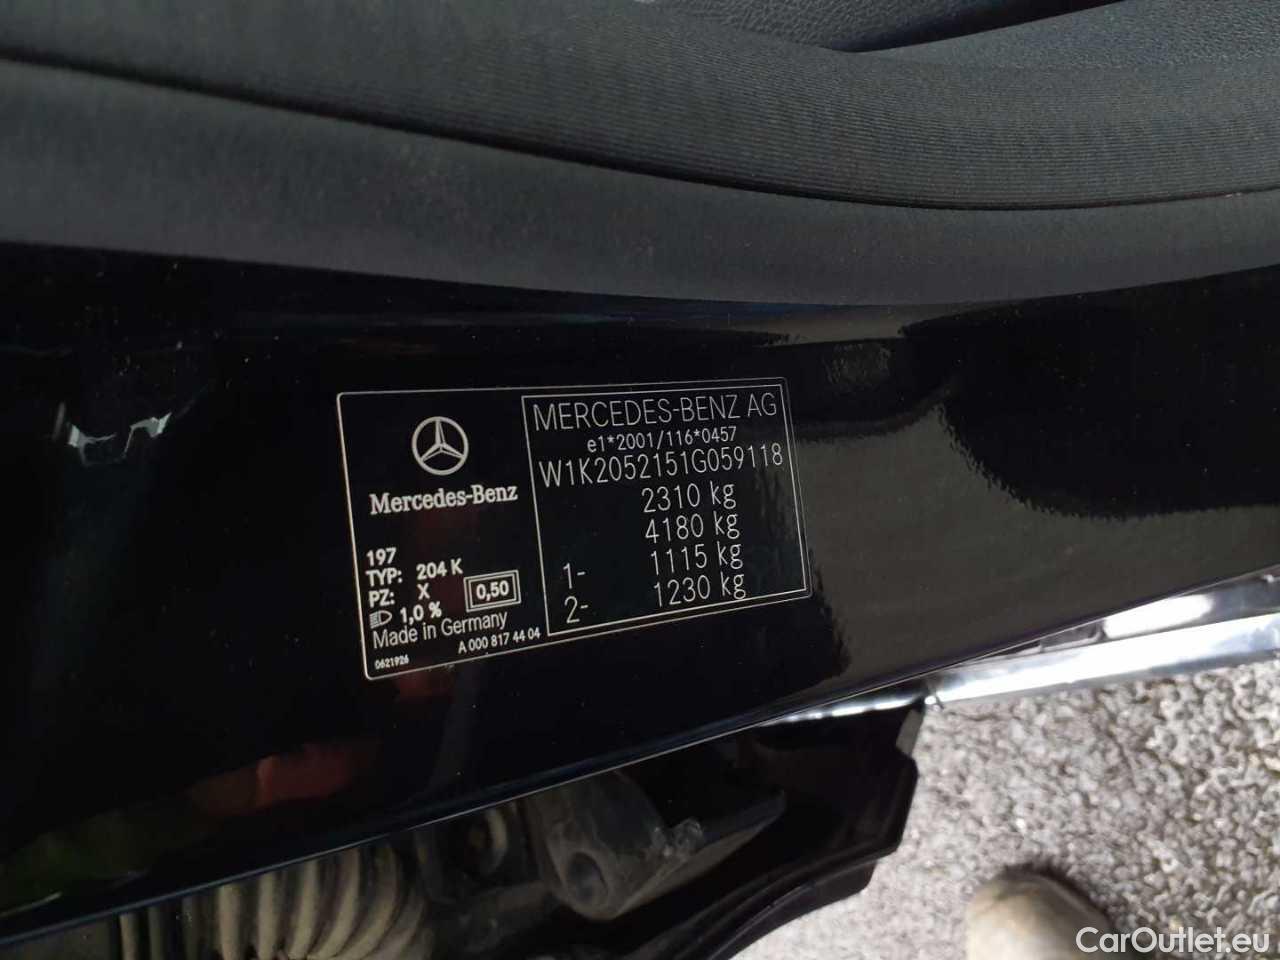 Mercedes-Benz
197
TYP: 204 K
PZ: X
0,50
1,0 %
Made in Germany
0621926
A 000 817 44 04
MERCEDES-BENZ AG
e1*2001/116*0457
W1K2052151G059118
2310 kg
4180 kg
1- 1115 kg
2- 1230 kg
CarOutlet.eu